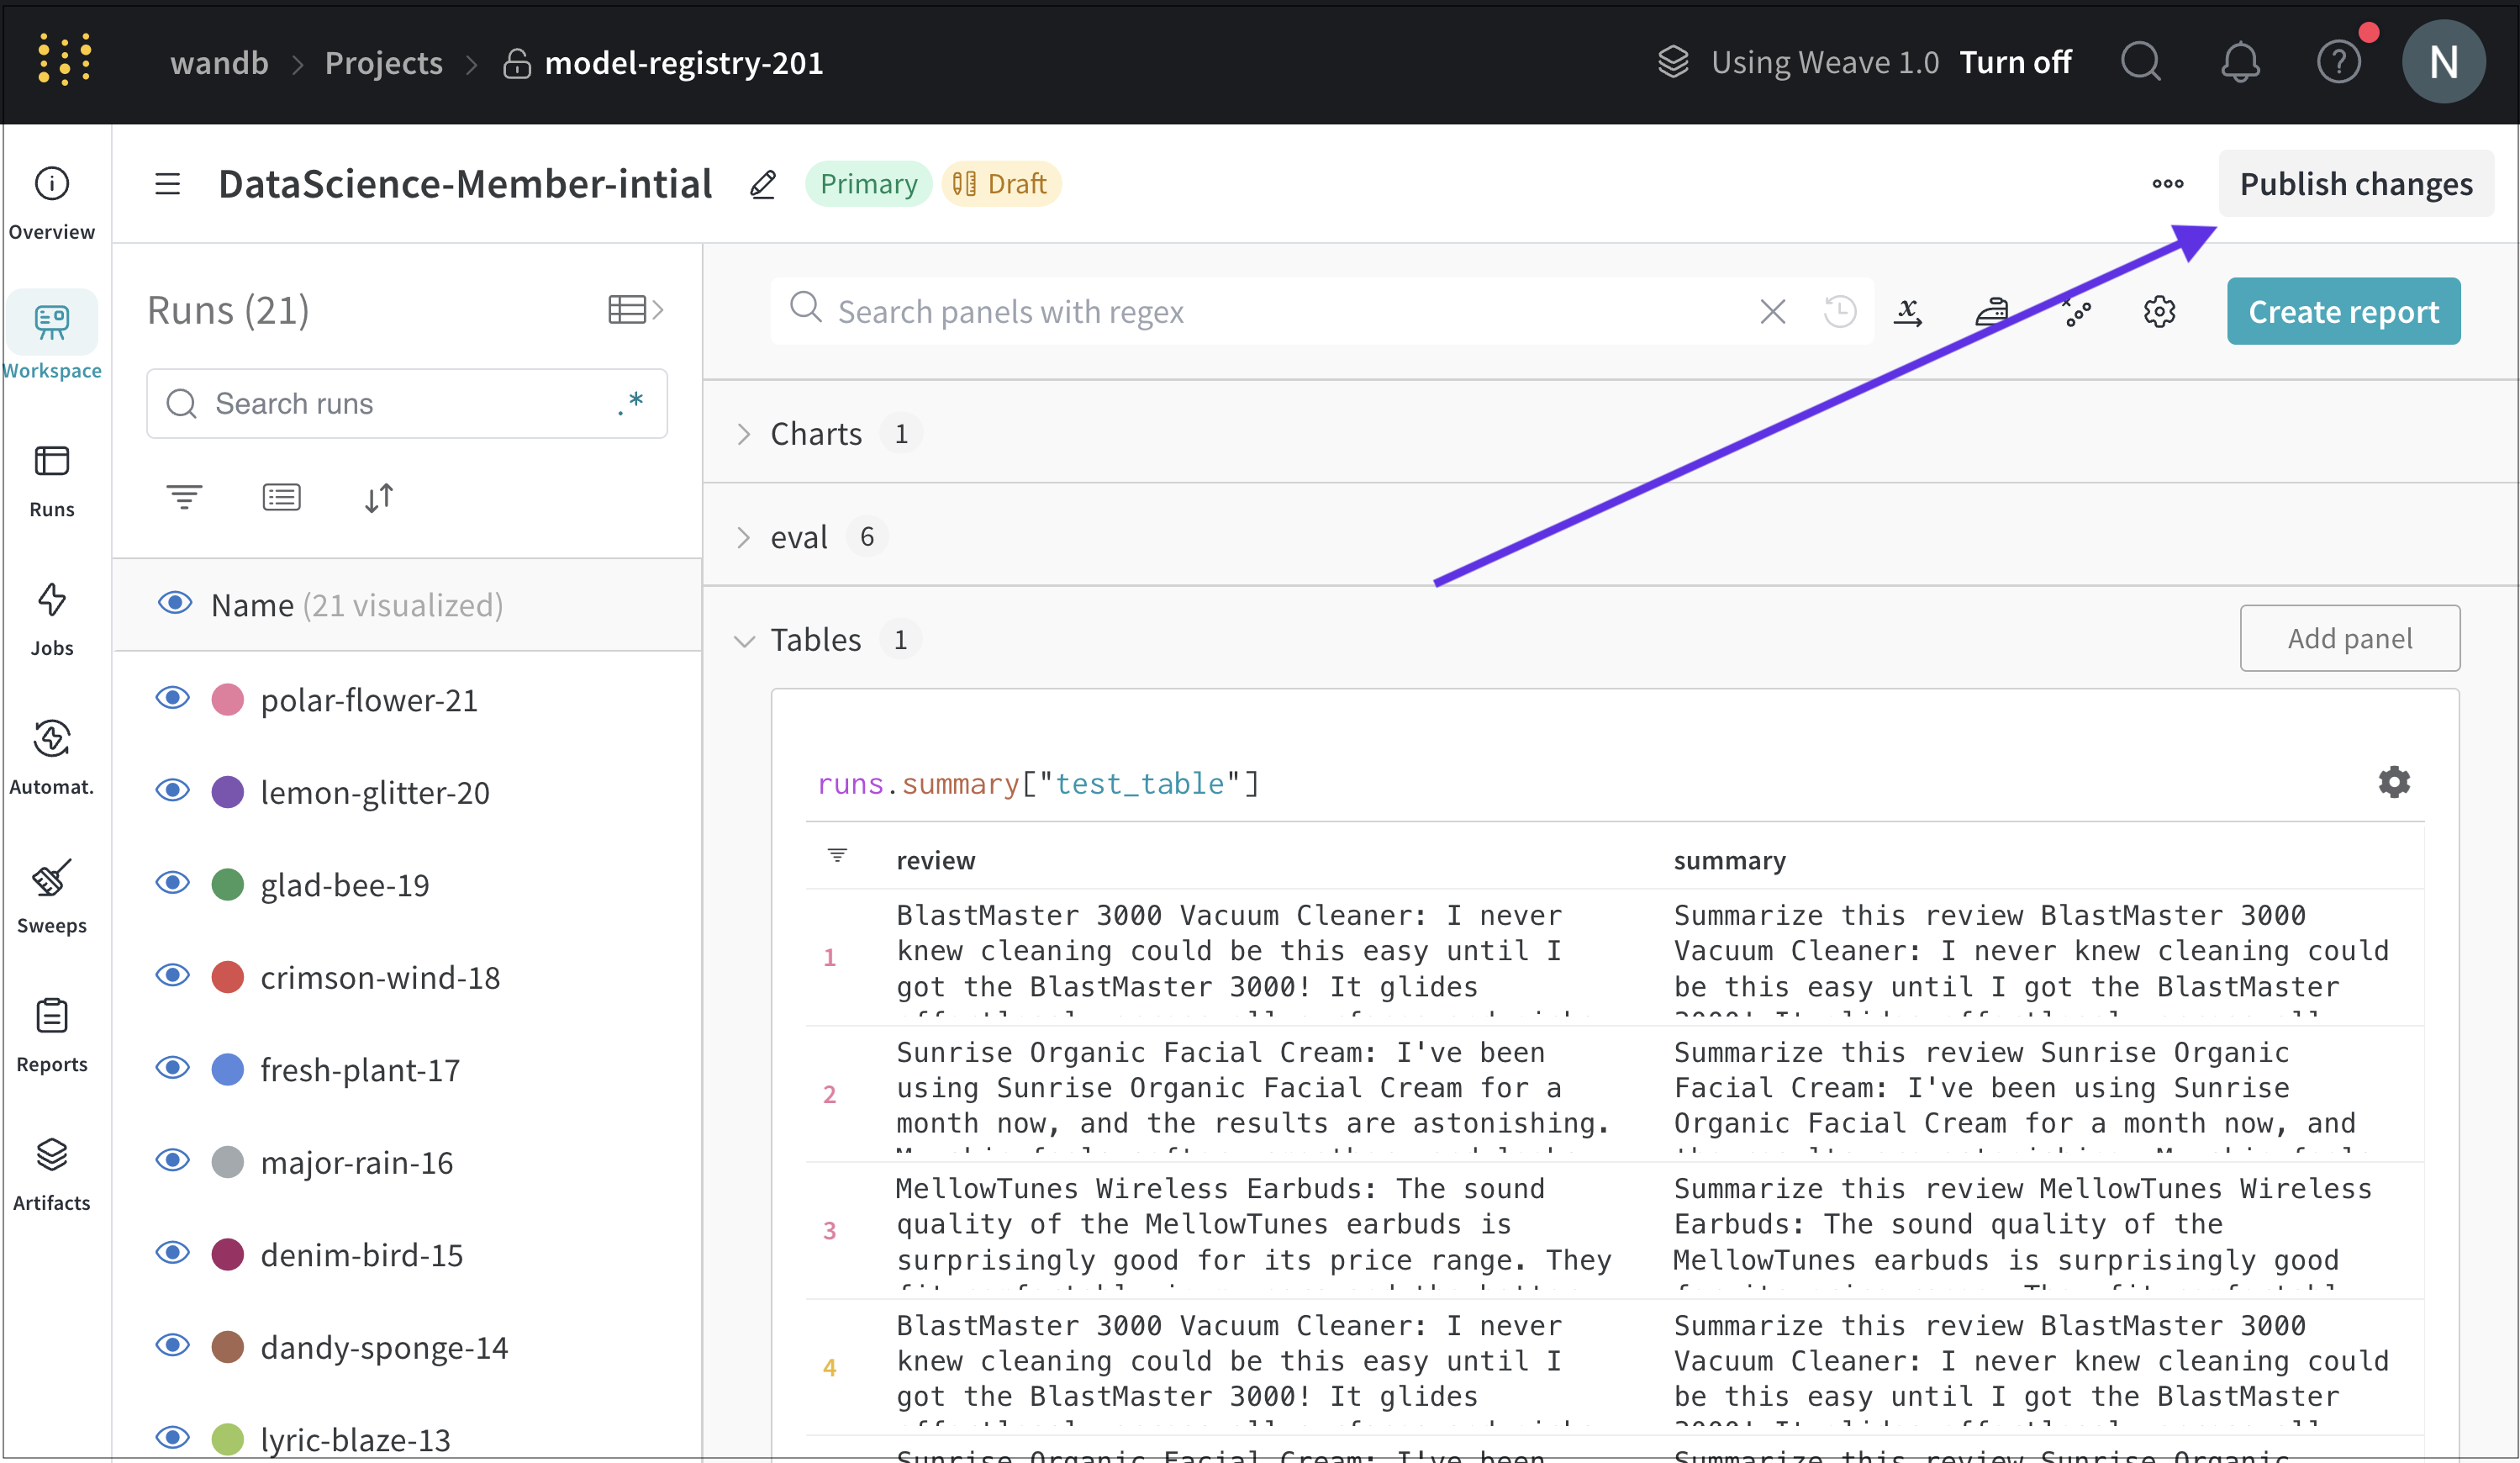 wandb > Projects > model-registry-201
Using Weave 1.0 Turn off
N
DataScience-Member-intial Primary Draft
Publish changes
Overview
Workspace
Runs
Jobs
Automat.
Sweeps
Reports
Artifacts
Runs (21)
Search runs .*
Name (21 visualized)
polar-flower-21
lemon-glitter-20
glad-bee-19
crimson-wind-18
fresh-plant-17
major-rain-16
denim-bird-15
dandy-sponge-14
lyric-blaze-13
Search panels with regex
Create report
Charts 1
eval 6
Tables 1
Add panel
runs.summary["test_table"]
review summary
1
BlastMaster 3000 Vacuum Cleaner: I never
knew cleaning could be this easy until I
got the BlastMaster 3000! It glides
Summarize this review BlastMaster 3000
Vacuum Cleaner: I never knew cleaning could
be this easy until I got the BlastMaster
2
Sunrise Organic Facial Cream: I've been
using Sunrise Organic Facial Cream for a
month now, and the results are astonishing.
Summarize this review Sunrise Organic
Facial Cream: I've been using Sunrise
Organic Facial Cream for a month now, and
3
MellowTunes Wireless Earbuds: The sound
quality of the MellowTunes earbuds is
surprisingly good for its price range. They
Summarize this review MellowTunes Wireless
Earbuds: The sound quality of the
MellowTunes earbuds is surprisingly good
4
BlastMaster 3000 Vacuum Cleaner: I never
knew cleaning could be this easy until I
got the BlastMaster 3000! It glides
Summarize this review BlastMaster 3000
Vacuum Cleaner: I never knew cleaning could
be this easy until I got the BlastMaster
Sunrise Organic Facial Cream: I've been
Summarize this review Sunrise Organic